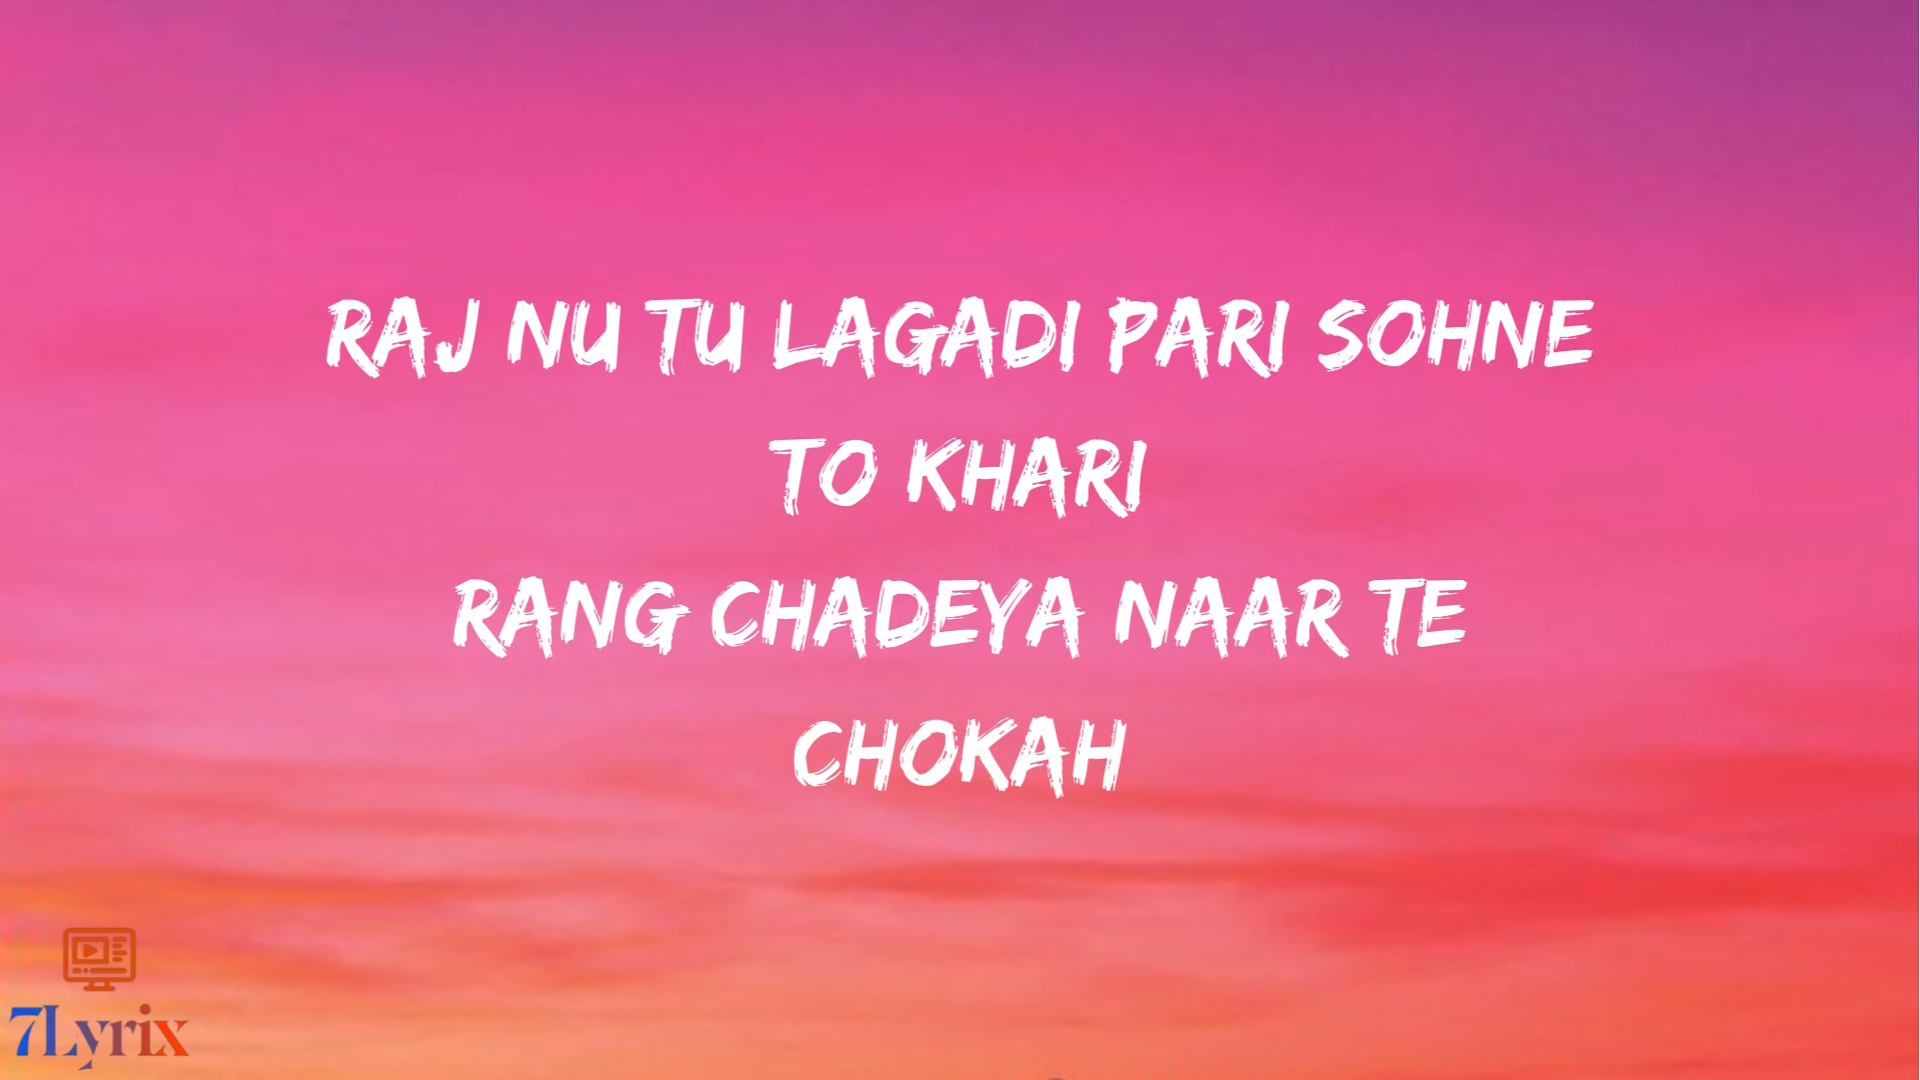 RAJ NU TU LAGADI PARI SOHNE
TO KHARI
RANG CHADEYA NAAR TE
CHOKAH
7Lyrix